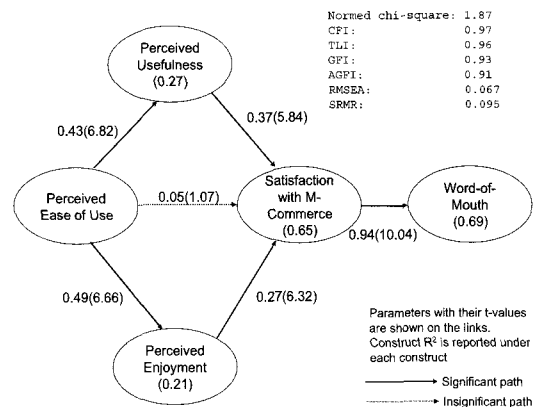 Normed chi-square: 1.87
CFI: 0.97
TLI: 0.96
GFI: 0.93
AGFI: 0.91
RMSEA: 0.067
SRMR: 0.095
Perceived
Usefulness
(0.27)
0.43(6.82)
0.37(5.84)
Perceived
Ease of Use
0.05(1.07)
Satisfaction
with M-
Commerce
(0.65)
0.94(10.04)
Word-of-
Mouth
(0.69)
0.49(6.66)
0.27(6.32)
Perceived
Enjoyment
(0.21)
Parameters with their t-values
are shown on the links.
Construct R² is reported under
each construct
Significant path
Insignificant path